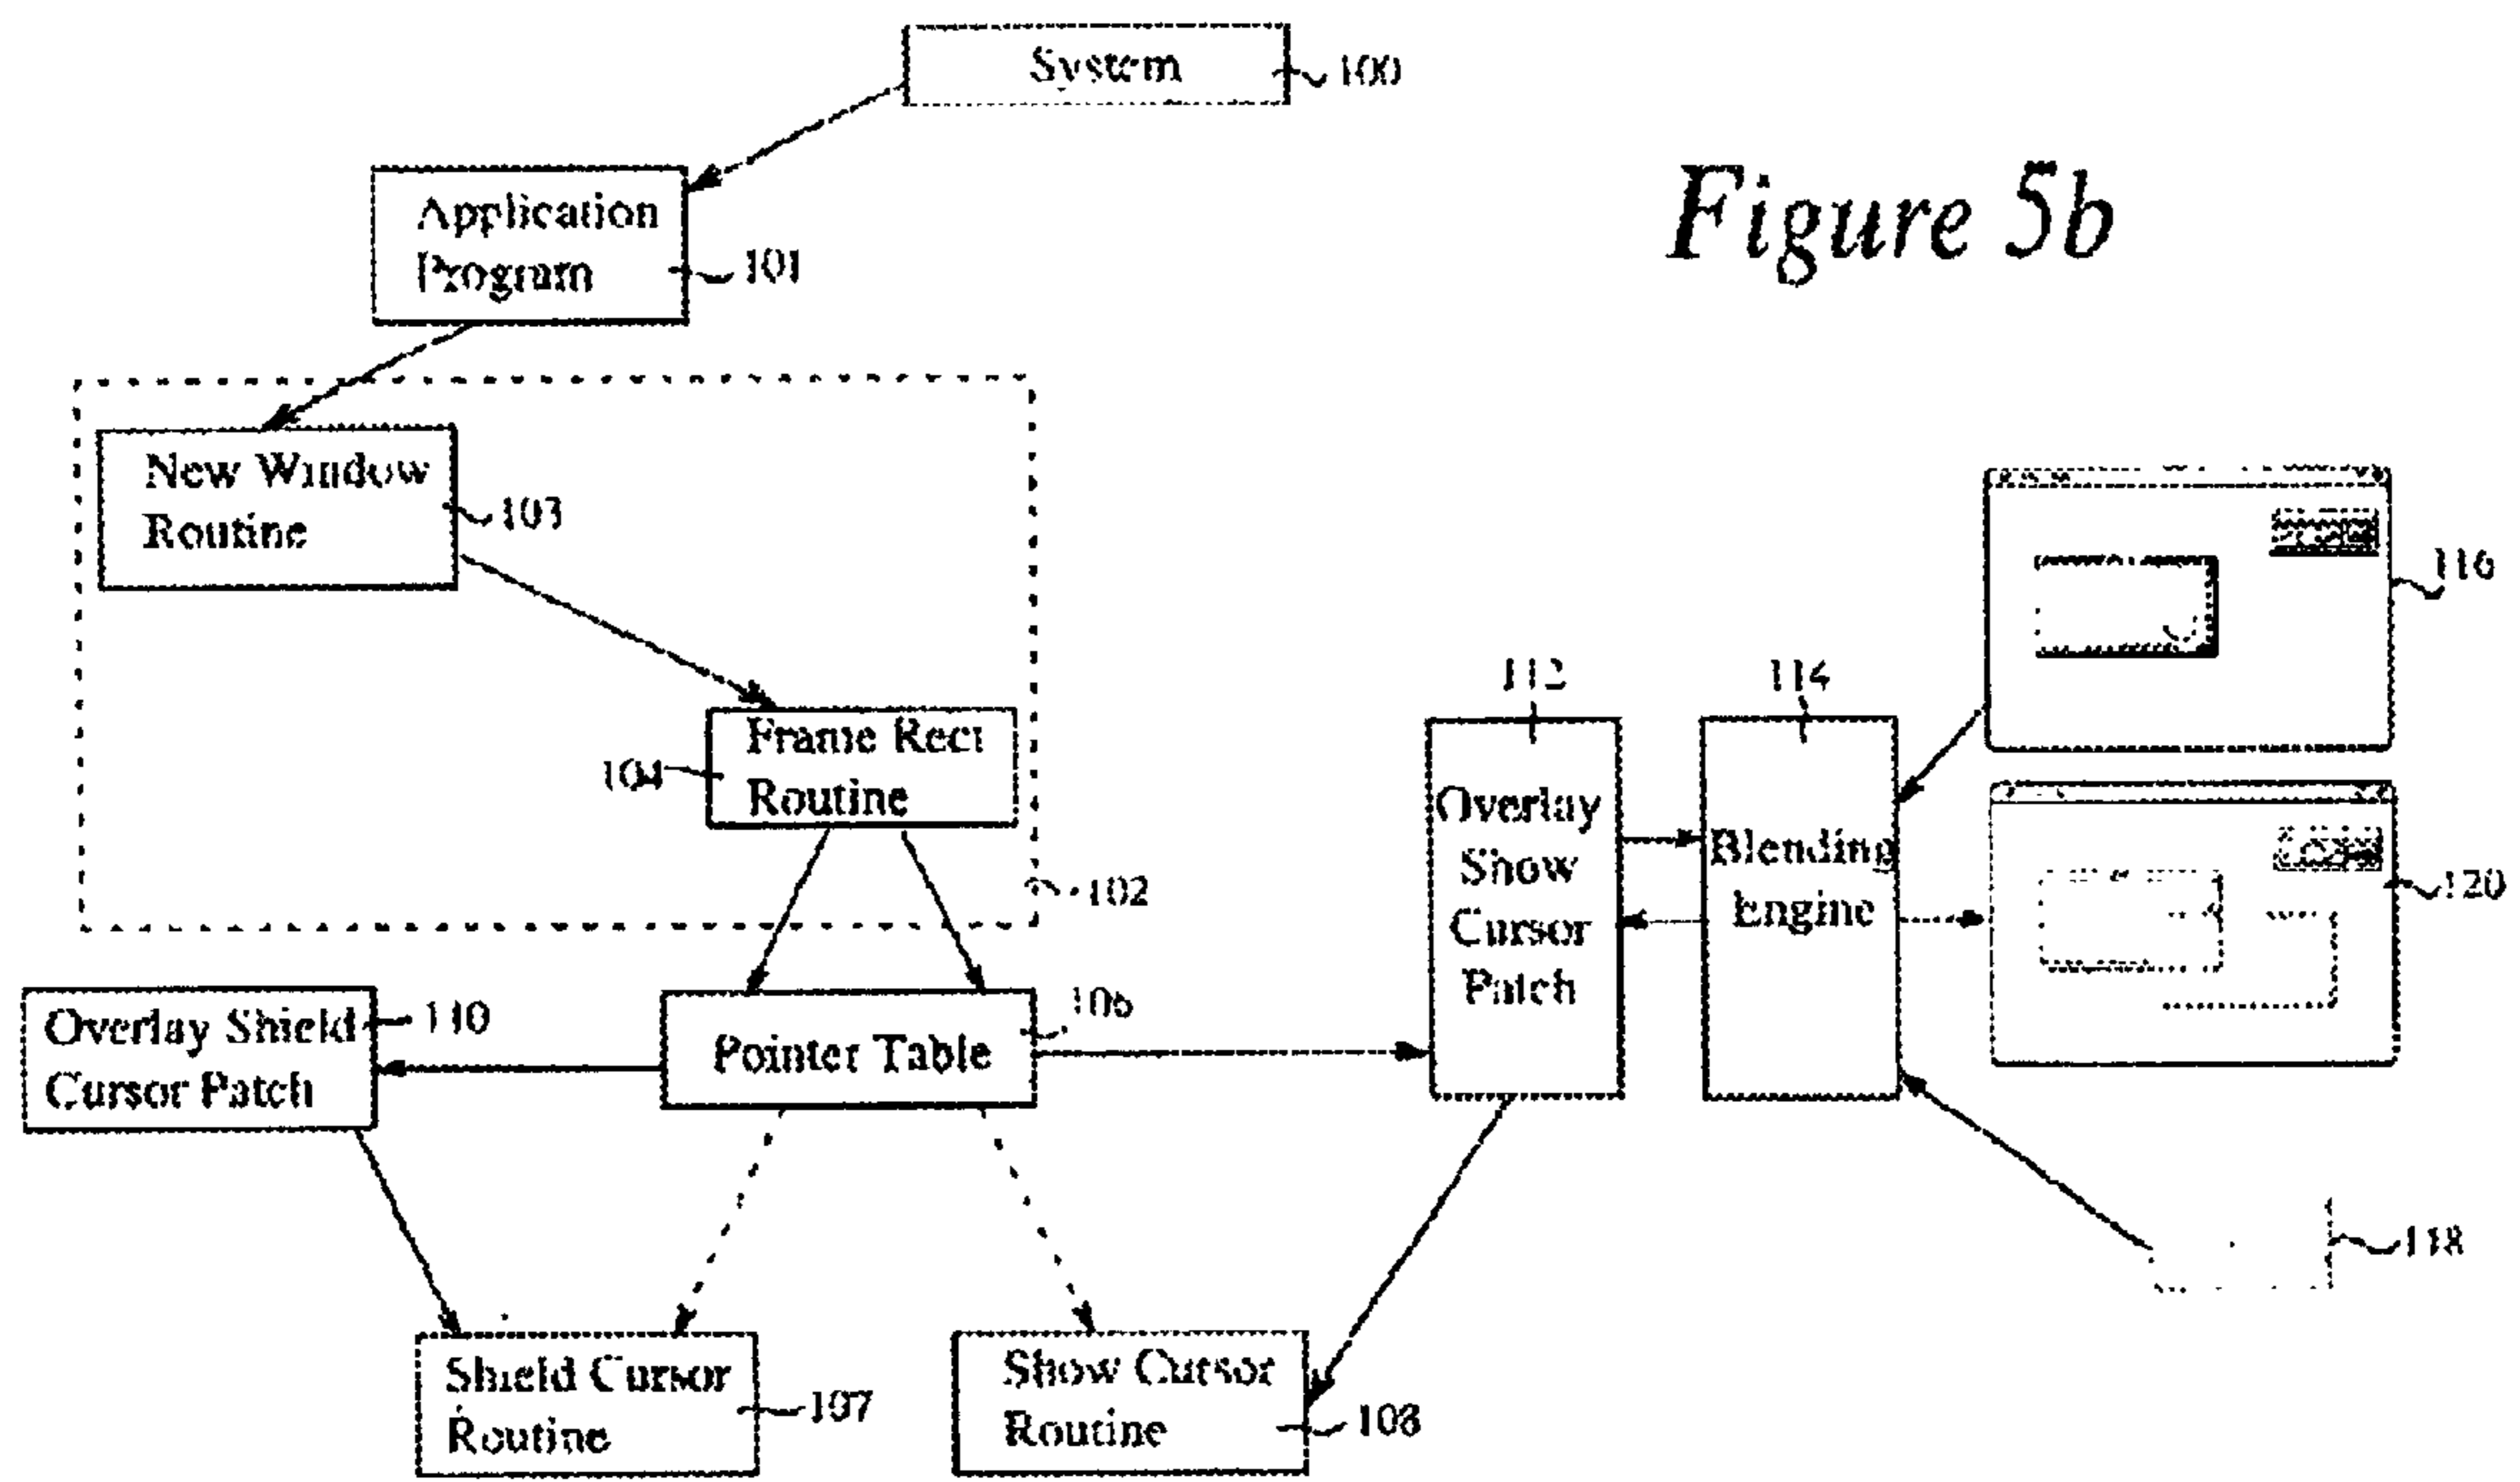 System
100
Application
Program
101
Figure 5b
New Window
Routine
103
Frame Rect
Routine
104
102
112
114
116
Overlay
Show
Cursor
Patch
Blending
Engine
120
Overlay Shield
Cursor Patch
110
Pointer Table
106
118
Shield Cursor
Routine
107
Show Cursor
Routine
108